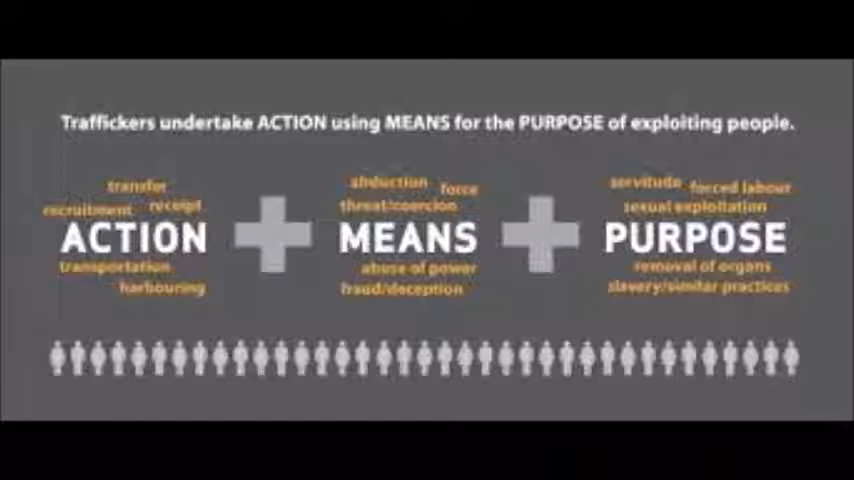 Traffickers undertake ACTION using MEANS for the PURPOSE of exploiting people.
transfer
recruitment receipt
ACTION
transportation
harbouring
abduction
force
threat/coercion
MEANS
abuse of power
fraud/deception
servitude forced labour
sexual exploitation
PURPOSE
removal of organs
slavery/similar practices